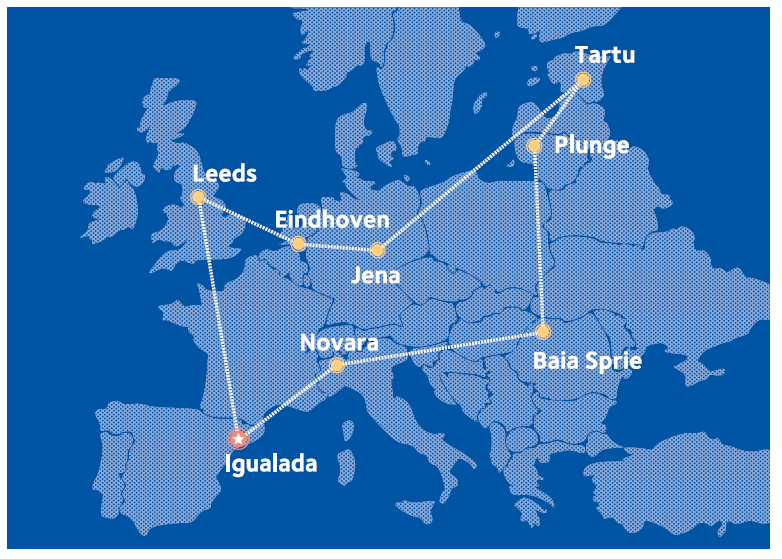 Tartu
Plunge
Leeds
Eindhoven
Jena
Novara
Baia Sprie
Igualada